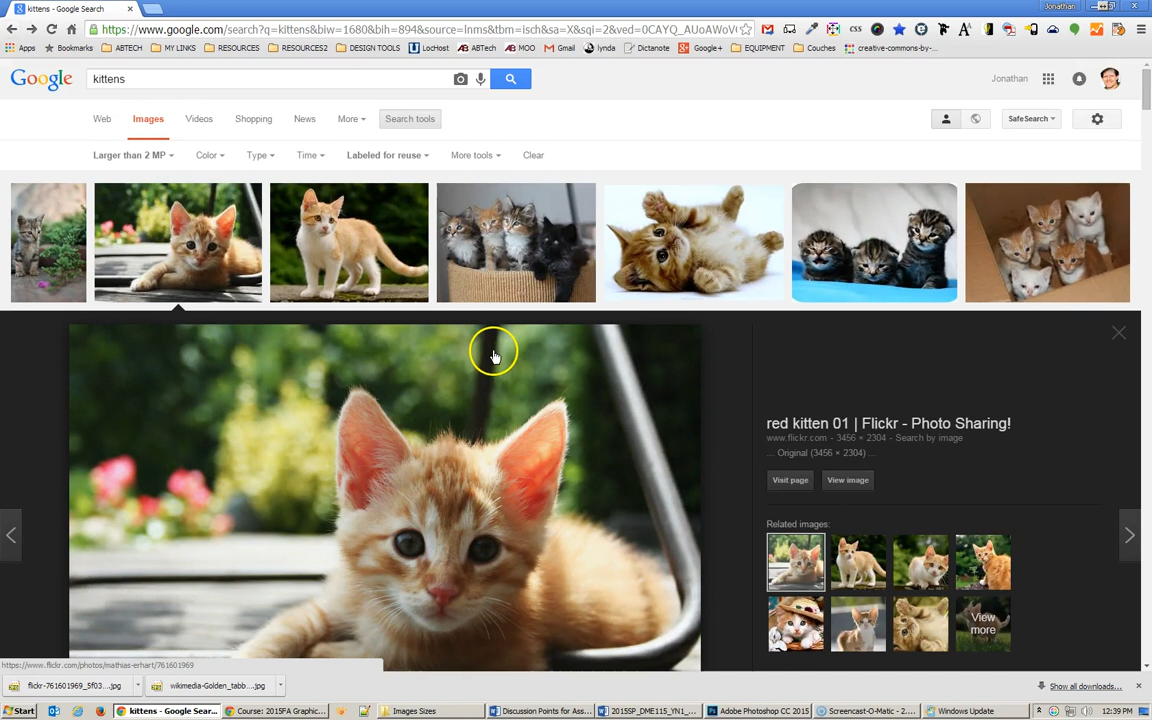 kittens - Google Search
Jonathan
https://www.google.com/search?q=kittens&biw=1680&bih=894&source=lnms&tbm=isch&sa=X&sqi=2&ved=0CAYQ_AUoAWoV
Apps Bookmarks ABTECH MY LINKS RESOURCES RESOURCES2 DESIGN TOOLS LocHost ABTech MOO Gmail lynda Dictanote Google+ EQUIPMENT Couches creative-commons-by-...
Google kittens Jonathan
Web Images Videos Shopping News More Search tools SafeSearch
Larger than 2 MP Color Type Time Labeled for reuse More tools Clear
red kitten 01 | Flickr - Photo Sharing!
www.flickr.com - 3456 × 2304 - Search by image
... Original (3456 × 2304) ...
Visit page View image
Related images:
View more
https://www.flickr.com/photos/mathias-erhart/761601969
flickr-761601969_5f03....jpg wikimedia-Golden_tabb...jpg Show all downloads...
Start kittens - Google Sear... Course: 2015FA Graphic... Images Sizes Discussion Points for Ass... 2015SP_DME115_YN1_... Adobe Photoshop CC 2015 Screencast-O-Matic - 2.... Windows Update 12:39 PM